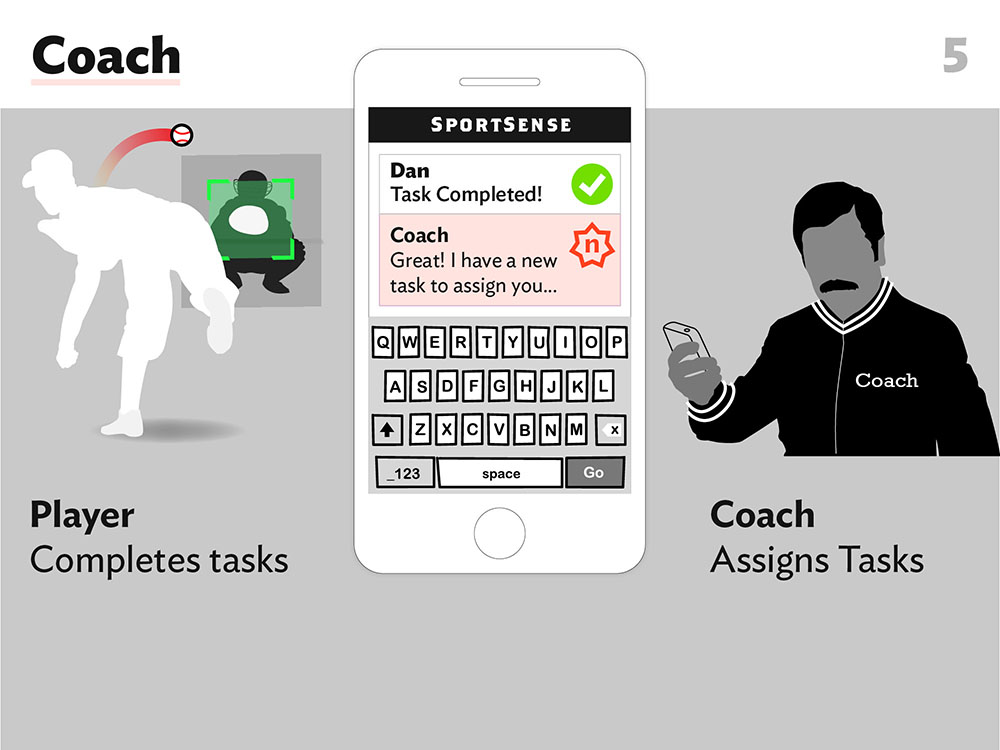 Coach
5
SPORTSENSE
Dan
Task Completed!
Coach
Great! I have a new
task to assign you...
n
Q W E R T Y U I O P
A S D F G H J K L
Z X C V B N M x
_123 space Go
Coach
Player
Completes tasks
Coach
Assigns Tasks